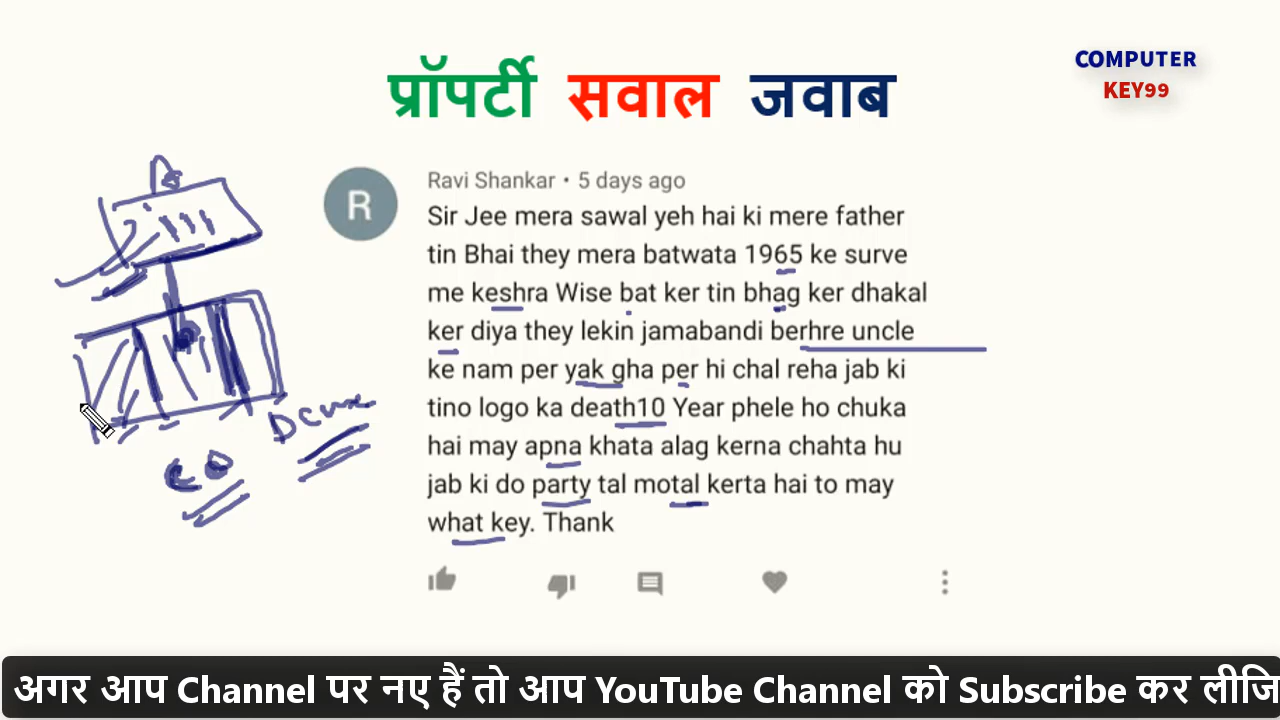 COMPUTER
KEY99
प्रॉपर्टी सवाल जवाब
R
Ravi Shankar • 5 days ago
Sir Jee mera sawal yeh hai ki mere father
tin Bhai they mera batwata 1965 ke surve
me keshra Wise bat ker tin bhag ker dhakal
ker diya they lekin jamabandi berhre uncle
ke nam per yak gha per hi chal reha jab ki
tino logo ka death10 Year phele ho chuka
hai may apna khata alag kerna chahta hu
jab ki do party tal motal kerta hai to may
what key. Thank
अगर आप Channel पर नए हैं तो आप YouTube Channel को Subscribe कर लीजि